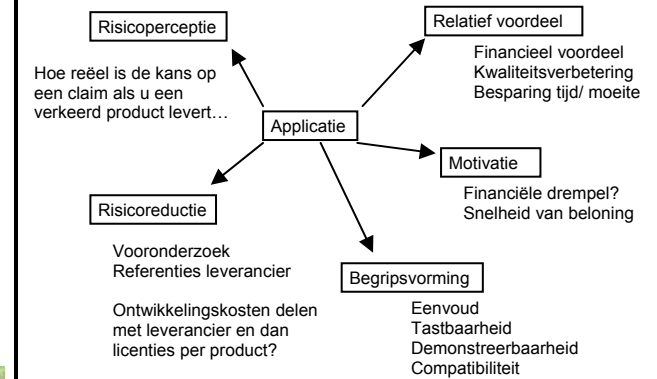 Risicoperceptie
Hoe reëel is de kans op
een claim als u een
verkeerd product levert…
Relatief voordeel
Financieel voordeel
Kwaliteitsverbetering
Besparing tijd/ moeite
Applicatie
Motivatie
Financiële drempel?
Snelheid van beloning
Risicoreductie
Vooronderzoek
Referenties leverancier
Ontwikkelingskosten delen
met leverancier en dan
licenties per product?
Begripsvorming
Eenvoud
Tastbaarheid
Demonstreerbaarheid
Compatibiliteit